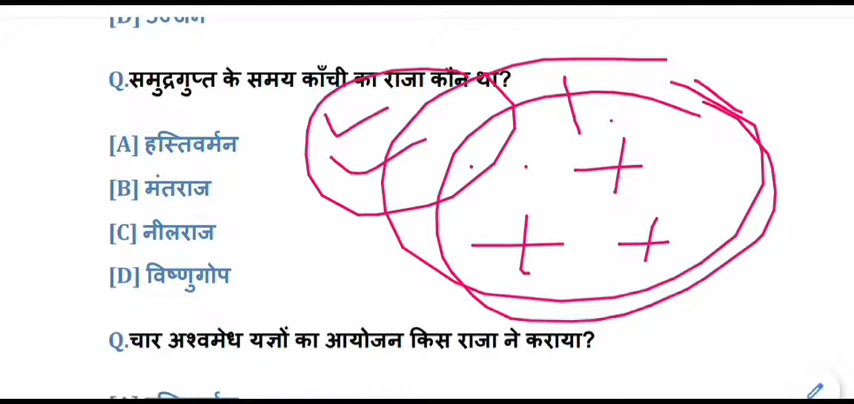 Q.समुद्रगुप्त के समय काँची का राजा कौन था?
[A] हस्तिवर्मन
[B] मंतराज
[C] नीलराज
[D] विष्णुगोप
Q.चार अश्वमेध यज्ञों का आयोजन किस राजा ने कराया?